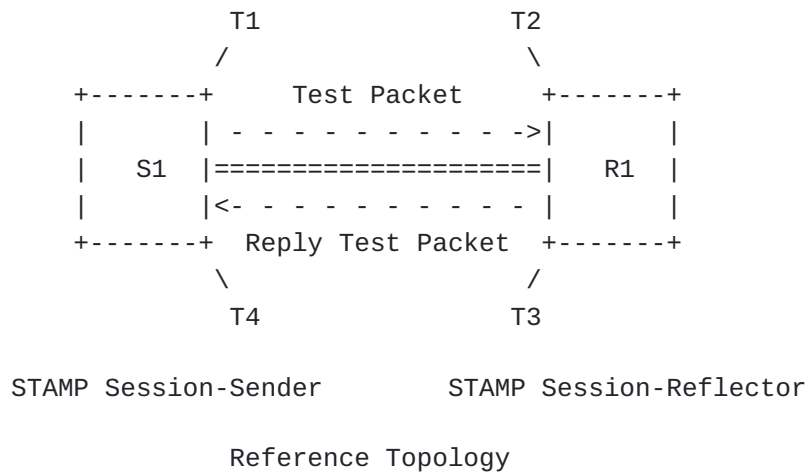 T1 T2
/ \
+-------+ Test Packet +-------+
| | - - - - - - - - - - ->| |
| S1 |=====================| R1 |
| |<- - - - - - - - - - - | |
+-------+ Reply Test Packet +-------+
\ /
T4 T3
STAMP Session-Sender STAMP Session-Reflector
Reference Topology